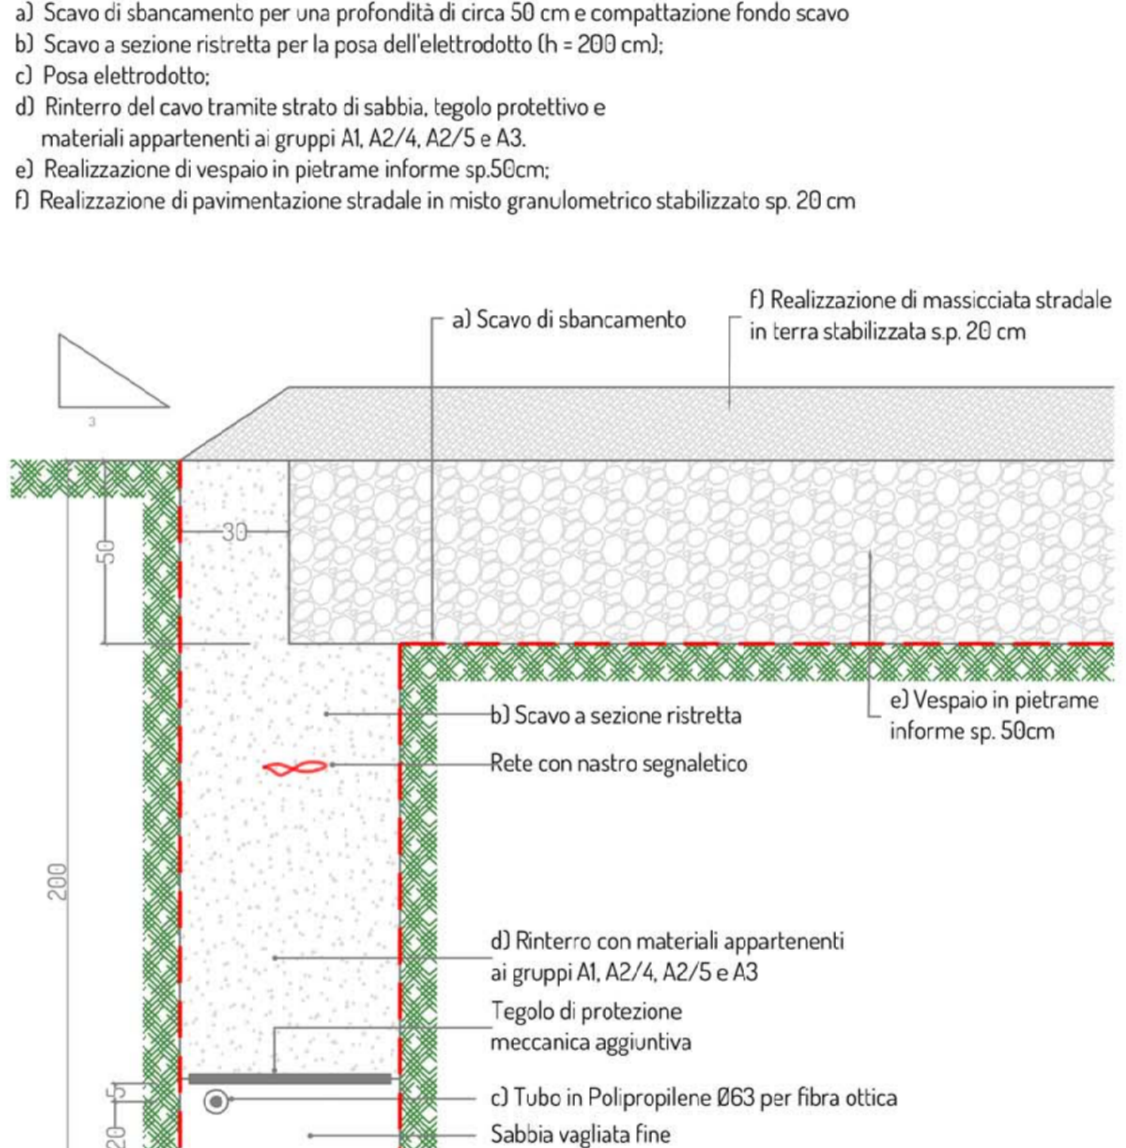 a) Scavo di sbancamento per una profondità di circa 50 cm e compattazione fondo scavo
b) Scavo a sezione ristretta per la posa dell'elettrodotto (h = 200 cm);
c) Posa elettrodotto;
d) Rinterro del cavo tramite strato di sabbia, tegolo protettivo e
materiali appartenenti ai gruppi A1, A2/4, A2/5 e A3.
e) Realizzazione di vespaio in pietrame informe sp.50cm;
f) Realizzazione di pavimentazione stradale in misto granulometrico stabilizzato sp. 20 cm
f) Realizzazione di massicciata stradale
in terra stabilizzata s.p. 20 cm
a) Scavo di sbancamento
3
30
50
e) Vespaio in pietrame
informe sp. 50cm
b) Scavo a sezione ristretta
Rete con nastro segnaletico
200
d) Rinterro con materiali appartenenti
ai gruppi A1, A2/4, A2/5 e A3
Tegolo di protezione
meccanica aggiuntiva
5
c) Tubo in Polipropilene Ø63 per fibra ottica
20
Sabbia vagliata fine